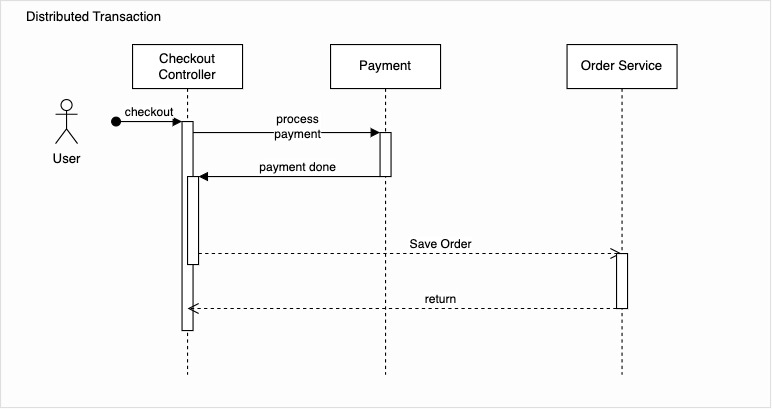 Distributed Transaction
Checkout
Controller
Payment
Order Service
checkout
process
payment
User
payment done
Save Order
return